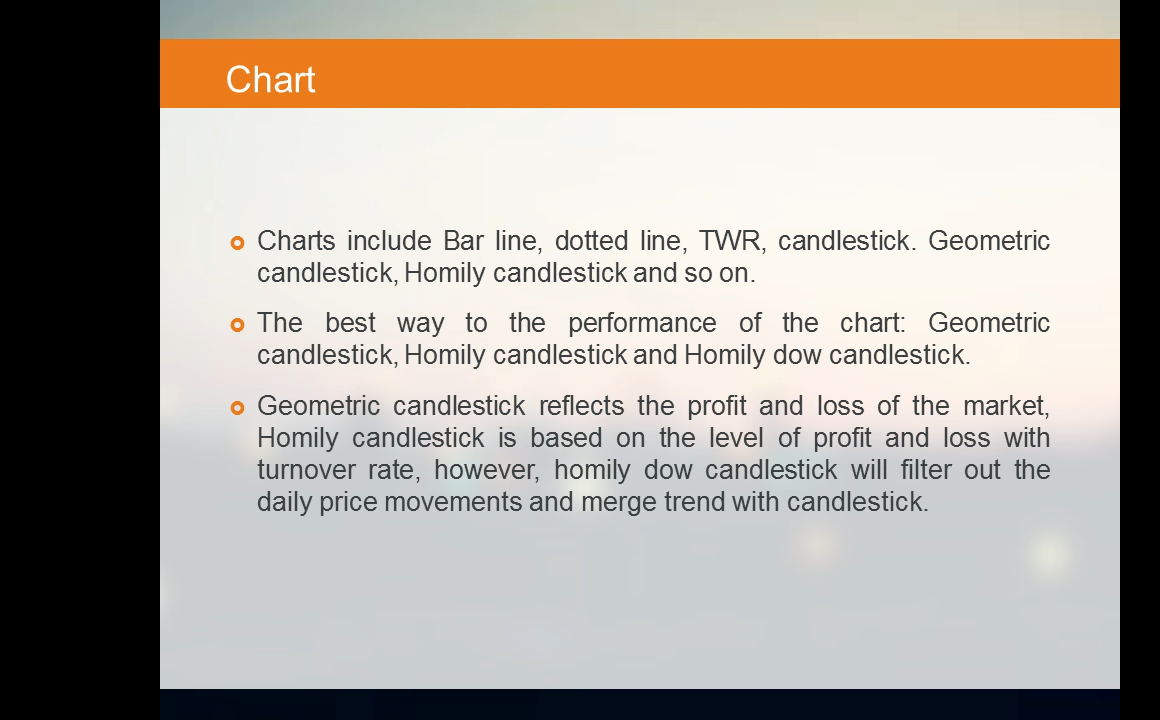 Chart
Charts include Bar line, dotted line, TWR, candlestick. Geometric
candlestick, Homily candlestick and so on.
The best way to the performance of the chart: Geometric
candlestick, Homily candlestick and Homily dow candlestick.
Geometric candlestick reflects the profit and loss of the market,
Homily candlestick is based on the level of profit and loss with
turnover rate, however, homily dow candlestick will filter out the
daily price movements and merge trend with candlestick.